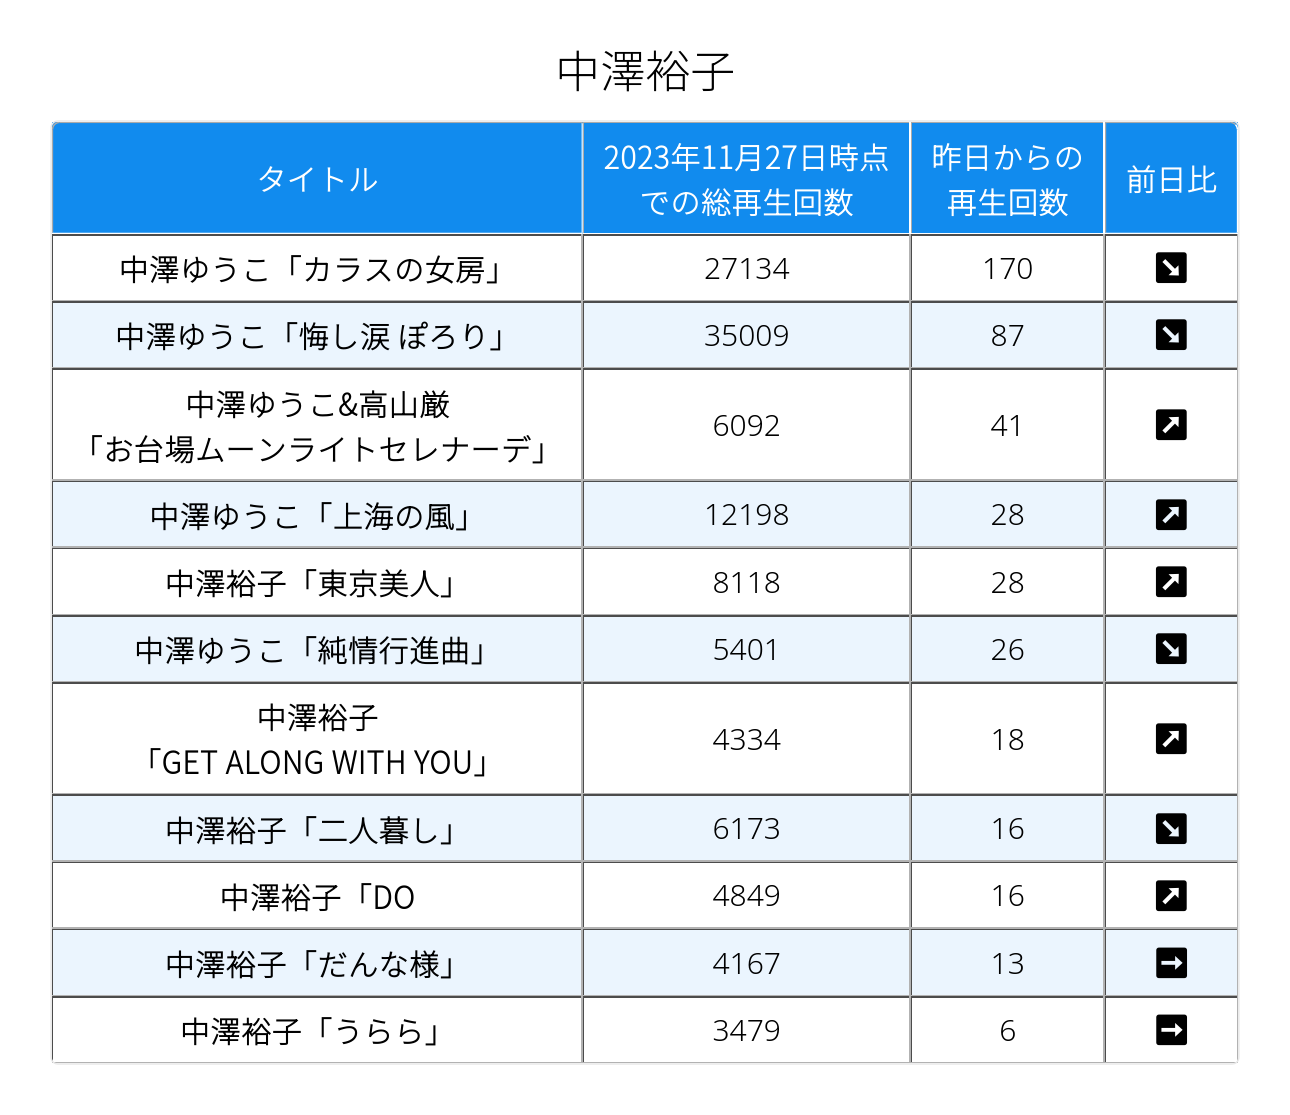 中澤裕子
タイトル
2023年11月27日時点
での総再生回数
昨日からの
再生回数
前日比
中澤ゆうこ「カラスの女房」 27134 170 ↘
中澤ゆうこ「悔し涙 ぽろり」 35009 87 ↘
中澤ゆうこ&高山厳
「お台場ムーンライトセレナーデ」 6092 41 ↗
中澤ゆうこ「上海の風」 12198 28 ↗
中澤裕子「東京美人」 8118 28 ↗
中澤ゆうこ「純情行進曲」 5401 26 ↘
中澤裕子
「GET ALONG WITH YOU」 4334 18 ↗
中澤裕子「二人暮し」 6173 16 ↘
中澤裕子「DO 4849 16 ↗
中澤裕子「だんな様」 4167 13 →
中澤裕子「うらら」 3479 6 →